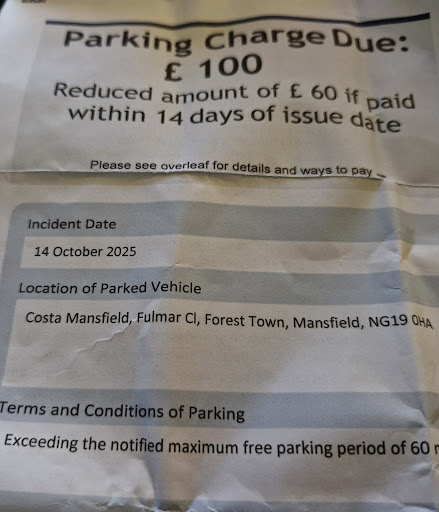 Parking Charge Due:
£ 100
Reduced amount of £ 60 if paid
within 14 days of issue date
Please see overleaf for details and ways to pay
Incident Date
14 October 2025
Location of Parked Vehicle
Costa Mansfield, Fulmar Cl, Forest Town, Mansfield, NG19 0HA
Terms and Conditions of Parking
Exceeding the notified maximum free parking period of 60